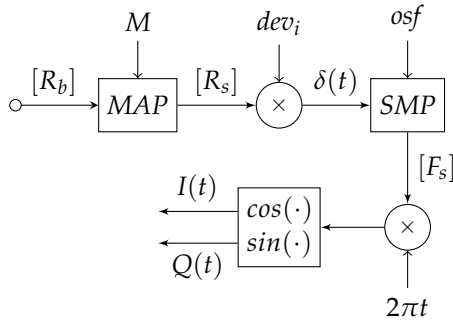 M dev_i osf
[R_b] MAP [R_s] × δ(t) SMP
[F_s]
I(t) cos(·)
Q(t) sin(·) ×
2πt